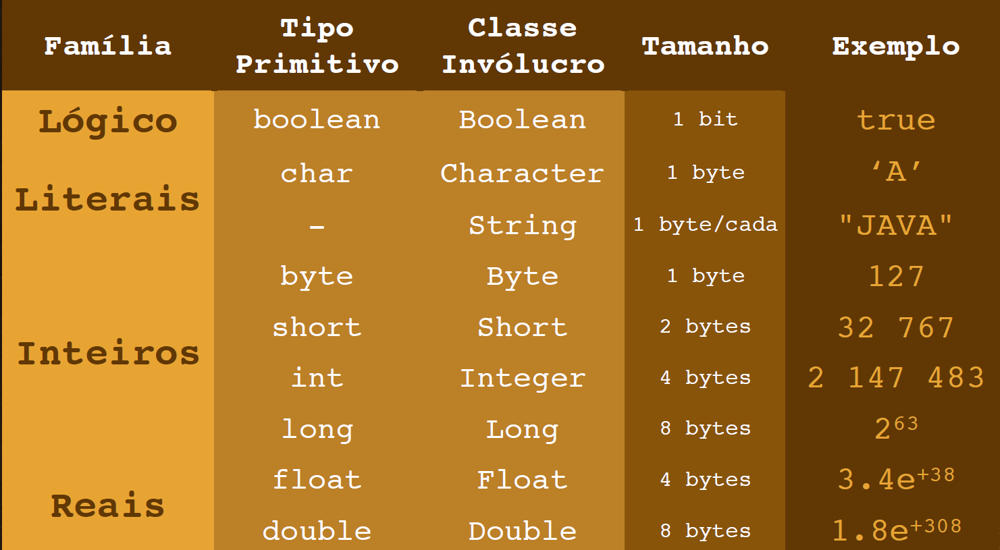 Família Tipo Primitivo Classe Invólucro Tamanho Exemplo
Lógico boolean Boolean 1 bit true
Literais char Character 1 byte ‘A’
– String 1 byte/cada "JAVA"
Inteiros byte Byte 1 byte 127
short Short 2 bytes 32 767
int Integer 4 bytes 2 147 483
long Long 8 bytes 2⁶³
Reais float Float 4 bytes 3.4e⁺³⁸
double Double 8 bytes 1.8e⁺³⁰⁸